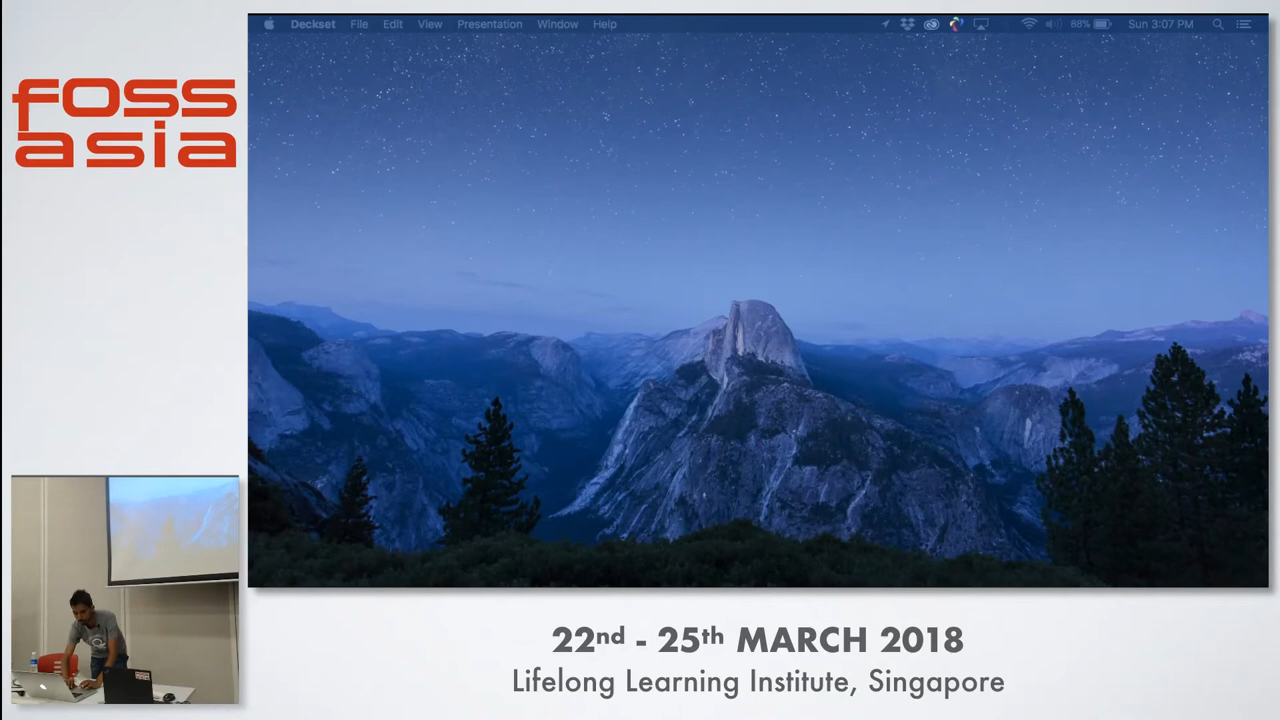 foss
asia
Deckset File Edit View Presentation Window Help 88% Sun 3:07 PM
22nd - 25th MARCH 2018
Lifelong Learning Institute, Singapore